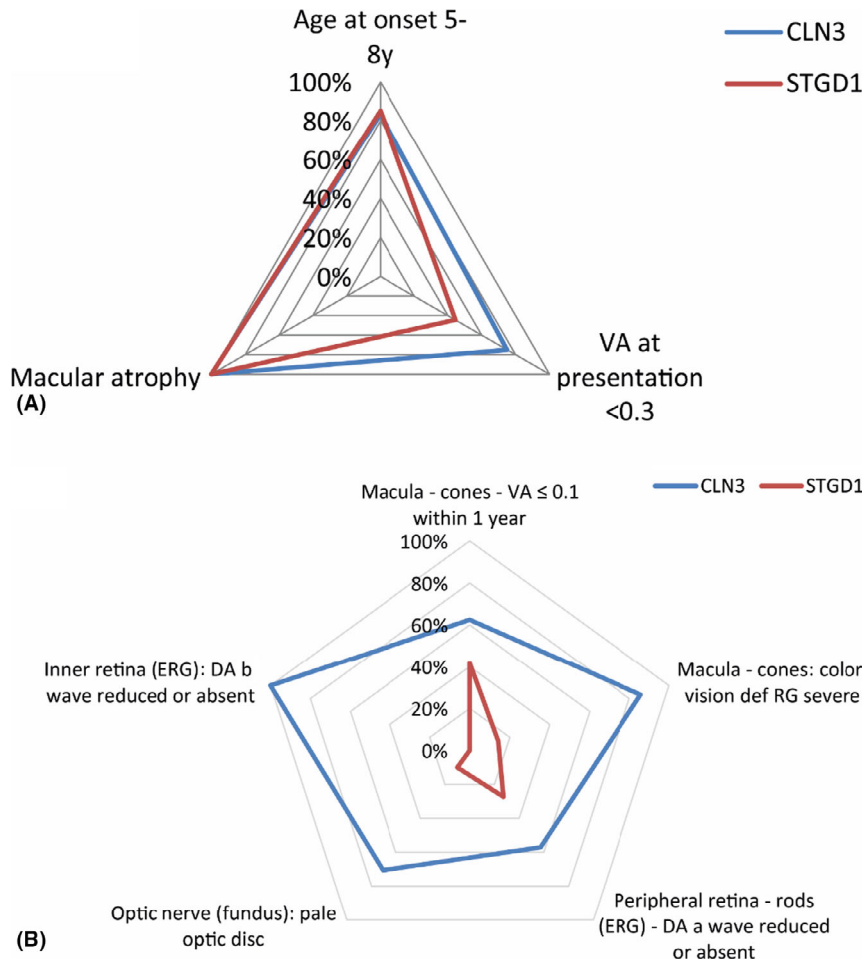 Age at onset 5-
8y
CLN3
STGD1
100%
80%
60%
40%
20%
0%
Macular atrophy
VA at
presentation
<0.3
(A)
Macula - cones - VA ≤ 0.1
within 1 year
CLN3
STGD1
100%
80%
60%
40%
20%
0%
Inner retina (ERG): DA b
wave reduced or absent
Macula - cones: color
vision def RG severe
Optic nerve (fundus): pale
optic disc
Peripheral retina - rods
(ERG) - DA a wave reduced
or absent
(B)